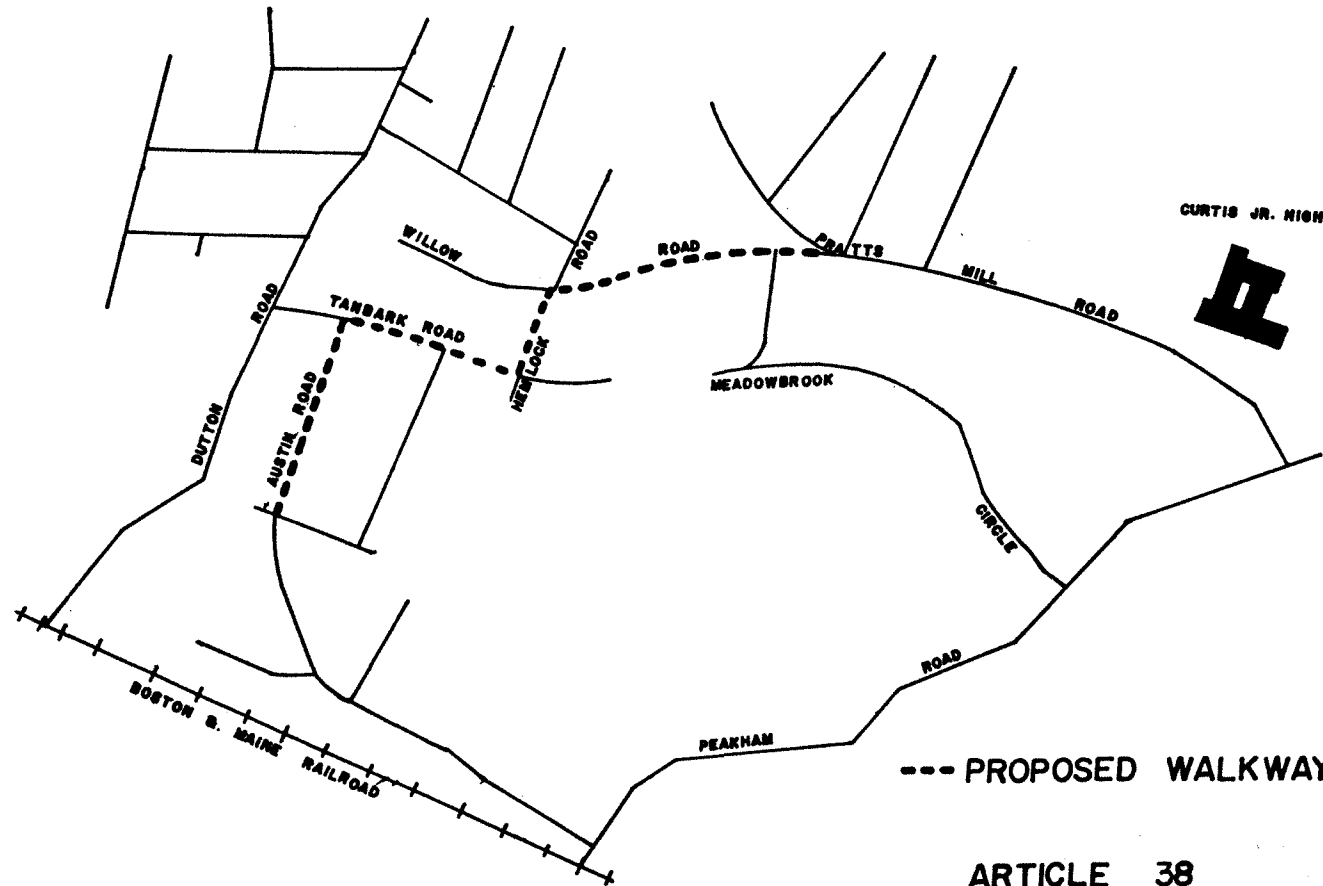 CURTIS JR. HIGH
WILLOW
ROAD
ROAD
PRATTS
MILL
ROAD
ROAD
TANBARK ROAD
HEMLOCK
MEADOWBROOK
AUSTIN ROAD
DUTTON
CIRCLE
ROAD
BOSTON & MAINE RAILROAD
PEAKHAM
--- PROPOSED WALKWAY
ARTICLE 38